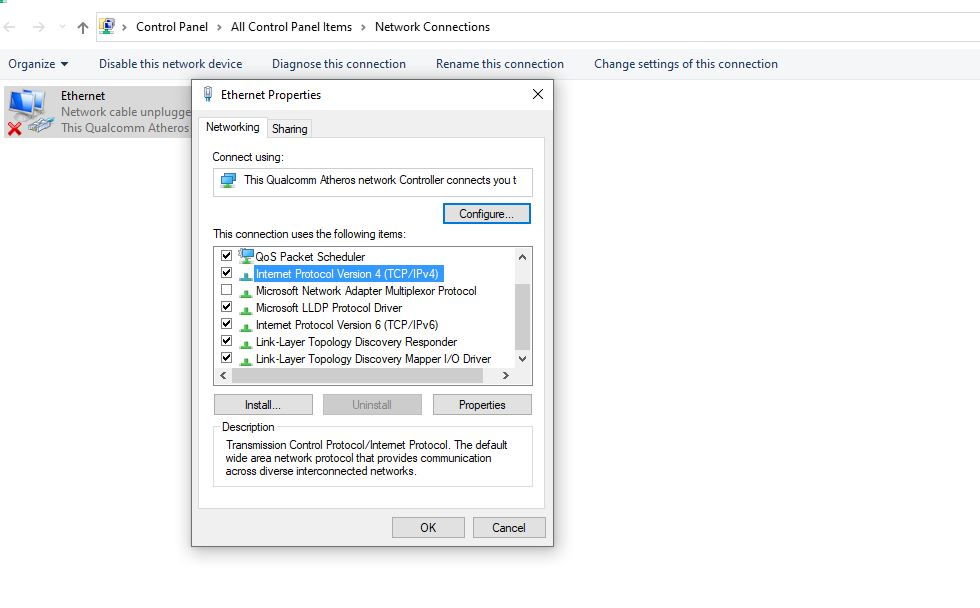 Control Panel > All Control Panel Items > Network Connections
Organize Disable this network device Diagnose this connection Rename this connection Change settings of this connection
Ethernet
Network cable unplugge
This Qualcomm Atheros
Ethernet Properties
Networking Sharing
Connect using:
This Qualcomm Atheros network Controller connects you t
Configure...
This connection uses the following items:
QoS Packet Scheduler
Internet Protocol Version 4 (TCP/IPv4)
Microsoft Network Adapter Multiplexor Protocol
Microsoft LLDP Protocol Driver
Internet Protocol Version 6 (TCP/IPv6)
Link-Layer Topology Discovery Responder
Link-Layer Topology Discovery Mapper I/O Driver
Install... Uninstall Properties
Description
Transmission Control Protocol/Internet Protocol. The default
wide area network protocol that provides communication
across diverse interconnected networks.
OK Cancel